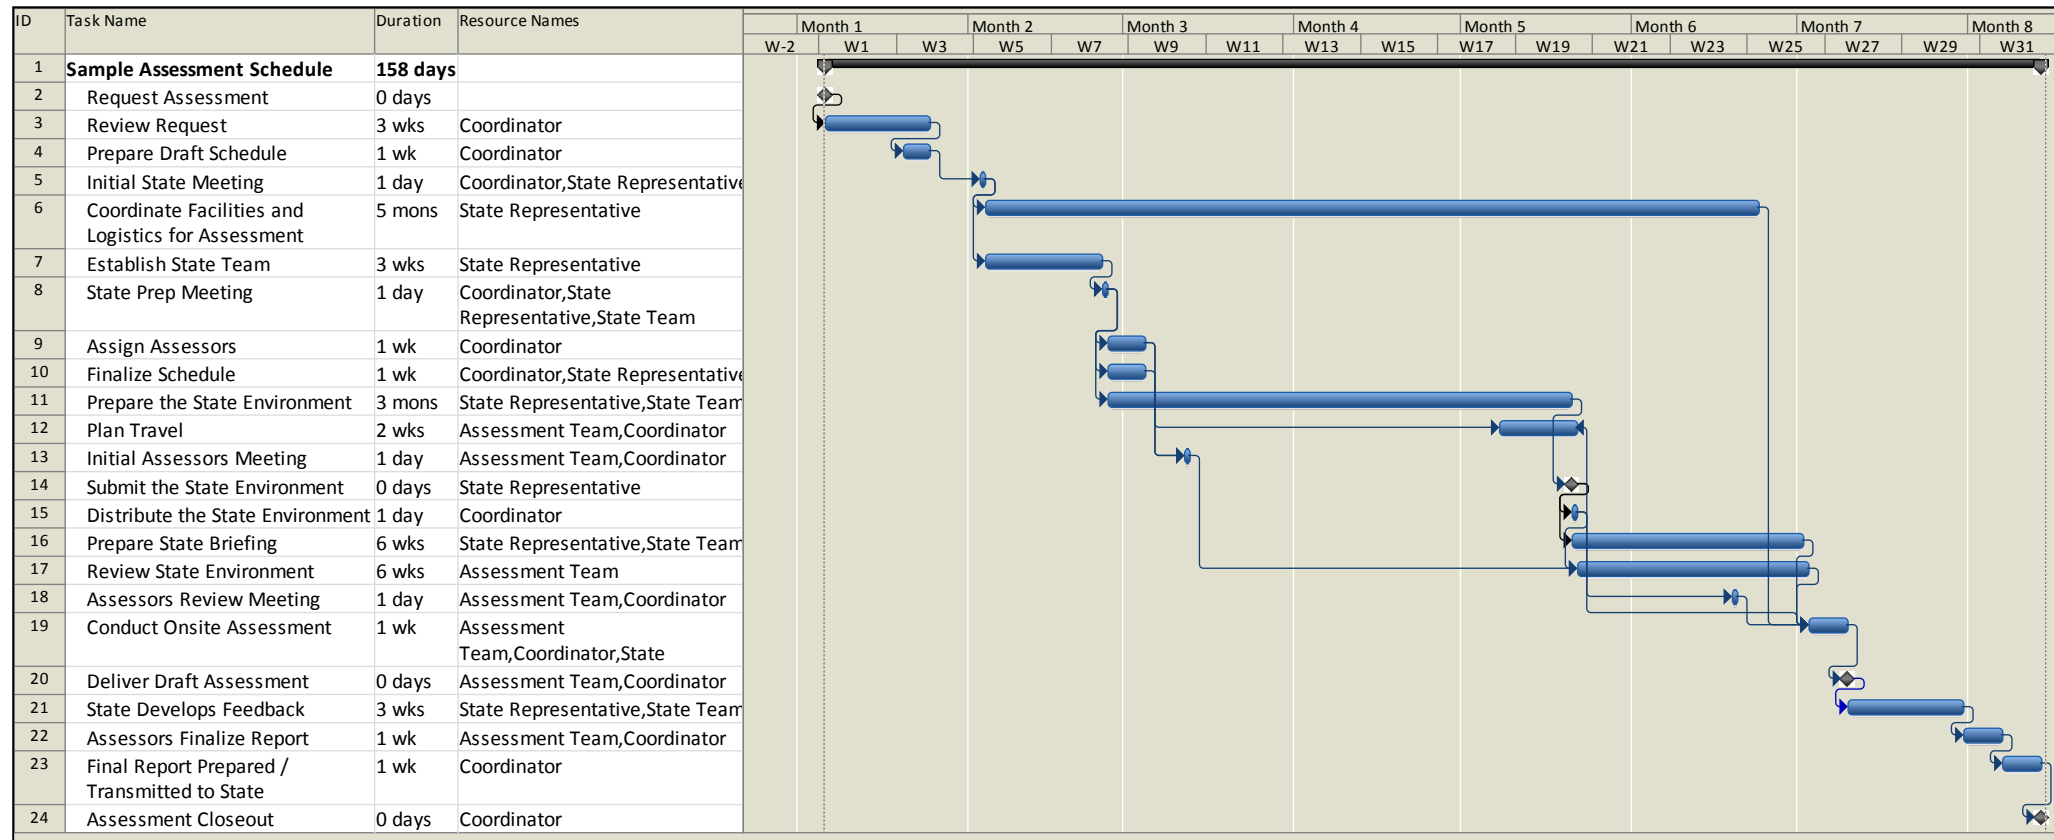 ID Task Name Duration Resource Names
Month 1 Month 2 Month 3 Month 4 Month 5 Month 6 Month 7 Month 8
W-2 W1 W3 W5 W7 W9 W11 W13 W15 W17 W19 W21 W23 W25 W27 W29 W31
1 Sample Assessment Schedule 158 days
2 Request Assessment 0 days
3 Review Request 3 wks Coordinator
4 Prepare Draft Schedule 1 wk Coordinator
5 Initial State Meeting 1 day Coordinator,State Representative
6 Coordinate Facilities and 5 mons State Representative
Logistics for Assessment
7 Establish State Team 3 wks State Representative
8 State Prep Meeting 1 day Coordinator,State
Representative,State Team
9 Assign Assessors 1 wk Coordinator
10 Finalize Schedule 1 wk Coordinator,State Representative
11 Prepare the State Environment 3 mons State Representative,State Team
12 Plan Travel 2 wks Assessment Team,Coordinator
13 Initial Assessors Meeting 1 day Assessment Team,Coordinator
14 Submit the State Environment 0 days State Representative
15 Distribute the State Environment 1 day Coordinator
16 Prepare State Briefing 6 wks State Representative,State Team
17 Review State Environment 6 wks Assessment Team
18 Assessors Review Meeting 1 day Assessment Team,Coordinator
19 Conduct Onsite Assessment 1 wk Assessment
Team,Coordinator,State
20 Deliver Draft Assessment 0 days Assessment Team,Coordinator
21 State Develops Feedback 3 wks State Representative,State Team
22 Assessors Finalize Report 1 wk Assessment Team,Coordinator
23 Final Report Prepared / 1 wk Coordinator
Transmitted to State
24 Assessment Closeout 0 days Coordinator